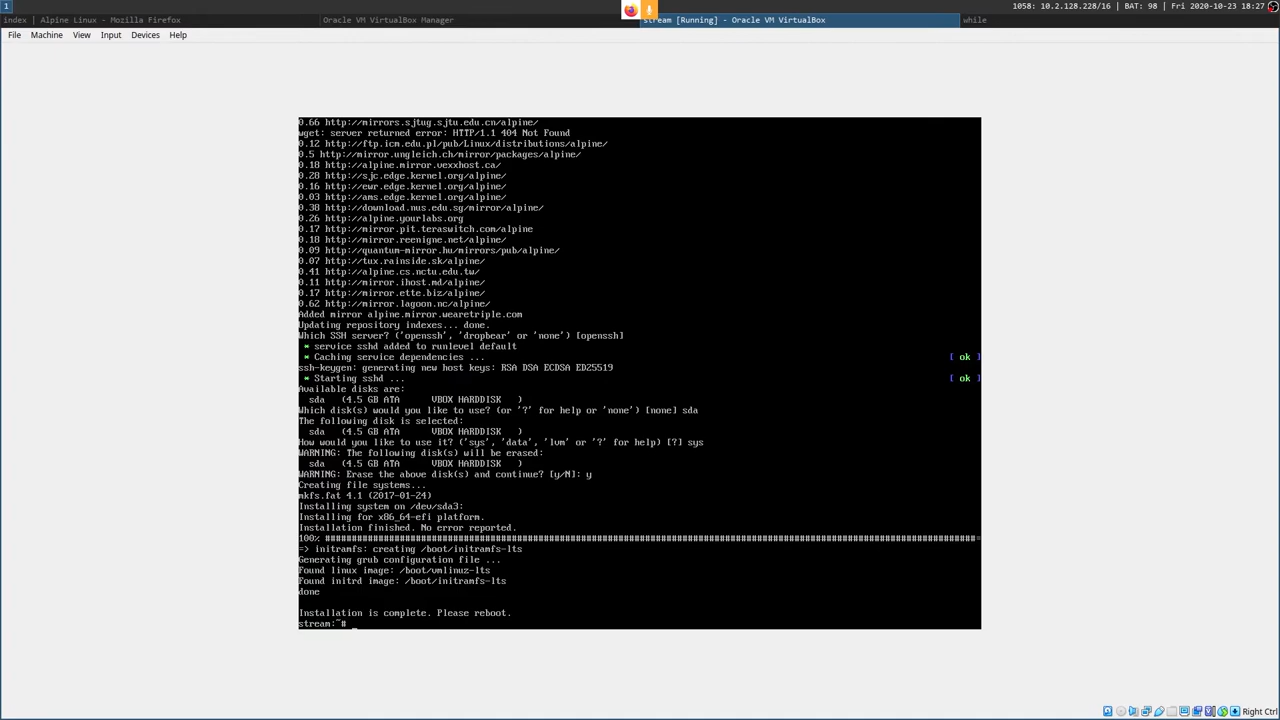 1
1058: 10.24.1.228/16 | BAT: 98 | Fri 2020-10-23 19:27
index | Alpine Linux - Mozilla Firefox
Oracle VM VirtualBox Manager
stream [Running] - Oracle VM VirtualBox
while
File Machine View Input Devices Help
0.66 http://mirrors.sjtug.sjtu.edu.cn/alpine/
wget: server returned error: HTTP/1.1 404 Not Found
0.12 http://ftp.icm.edu.pl/pub/Linux/distributions/alpine/
0.5 http://mirror.ungleich.ch/mirror/packages/alpine/
0.18 http://alpine.mirror.vexxhost.ca/
0.28 http://sjc.edge.kernel.org/alpine/
0.16 http://ewr.edge.kernel.org/alpine/
0.03 http://ams.edge.kernel.org/alpine/
0.38 http://download.nus.edu.sg/mirror/alpine/
0.26 http://alpine.yourlabs.org
0.17 http://mirror.pit.teraswitch.com/alpine
0.18 http://mirror.reenigne.net/alpine/
0.09 http://quantum-mirror.hu/mirrors/pub/alpine/
0.07 http://tux.rainside.sk/alpine/
0.41 http://alpine.cs.nctu.edu.tw/
0.11 http://mirror.ihost.md/alpine/
0.17 http://mirror.ette.biz/alpine/
0.62 http://mirror.lagoon.nc/alpine/
Added mirror alpine.mirror.wearetriple.com
Updating repository indexes... done.
Which SSH server? ('openssh', 'dropbear' or 'none') [openssh]
* service sshd added to runlevel default
* Caching service dependencies ... [ ok ]
ssh-keygen: generating new host keys: RSA DSA ECDSA ED25519
* Starting sshd ... [ ok ]
Available disks are:
sda (4.5 GB ATA VBOX HARDDISK )
Which disk(s) would you like to use? (or '?' for help or 'none') [none] sda
The following disk is selected:
sda (4.5 GB ATA VBOX HARDDISK )
How would you like to use it? ('sys', 'data', 'lvm' or '?' for help) [?] sys
WARNING: The following disk(s) will be erased:
sda (4.5 GB ATA VBOX HARDDISK )
WARNING: Erase the above disk(s) and continue? [y/N]: y
Creating file systems...
mkfs.fat 4.1 (2017-01-24)
Installing system on /dev/sda3:
Installing for x86_64-efi platform.
Installation finished. No error reported.
100% ############################################################################################################################
=> initramfs: creating /boot/initramfs-lts
Generating grub configuration file ...
Found linux image: /boot/vmlinuz-lts
Found initrd image: /boot/initramfs-lts
done
Installation is complete. Please reboot.
stream:~# _
Right Ctrl